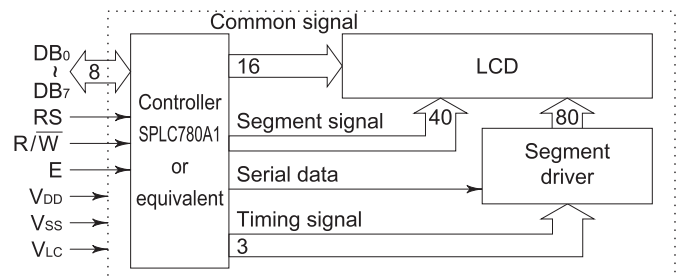 Common signal
DB0
~
DB7
8
RS
R/W̅
E
VDD
VSS
VLC
Controller
SPLC780A1
or
equivalent
16
LCD
Segment signal
40
80
Serial data
Segment
driver
Timing signal
3